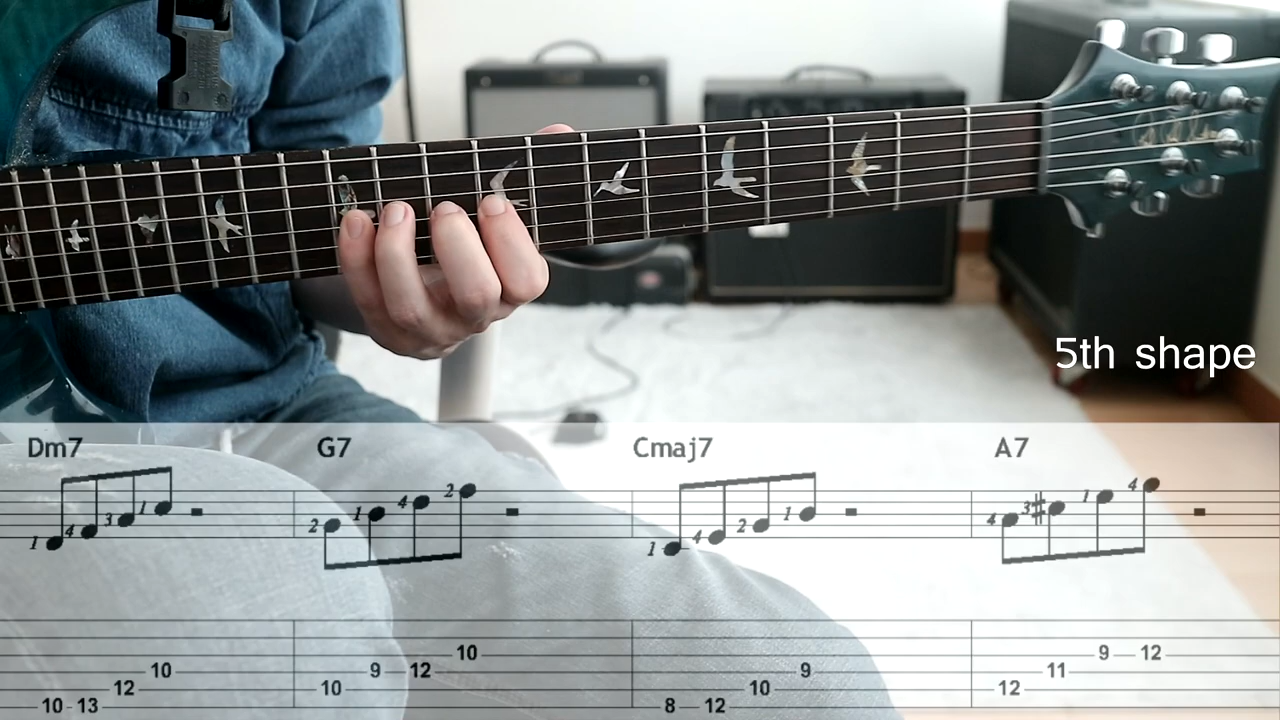 5th shape
Dm7 G7 Cmaj7 A7
1 4 3 1 2 1 4 2 1 4 2 1 4 3 1 4
10 9 12
10 9 12 9 11
12 10 10 12
10 13 8 12